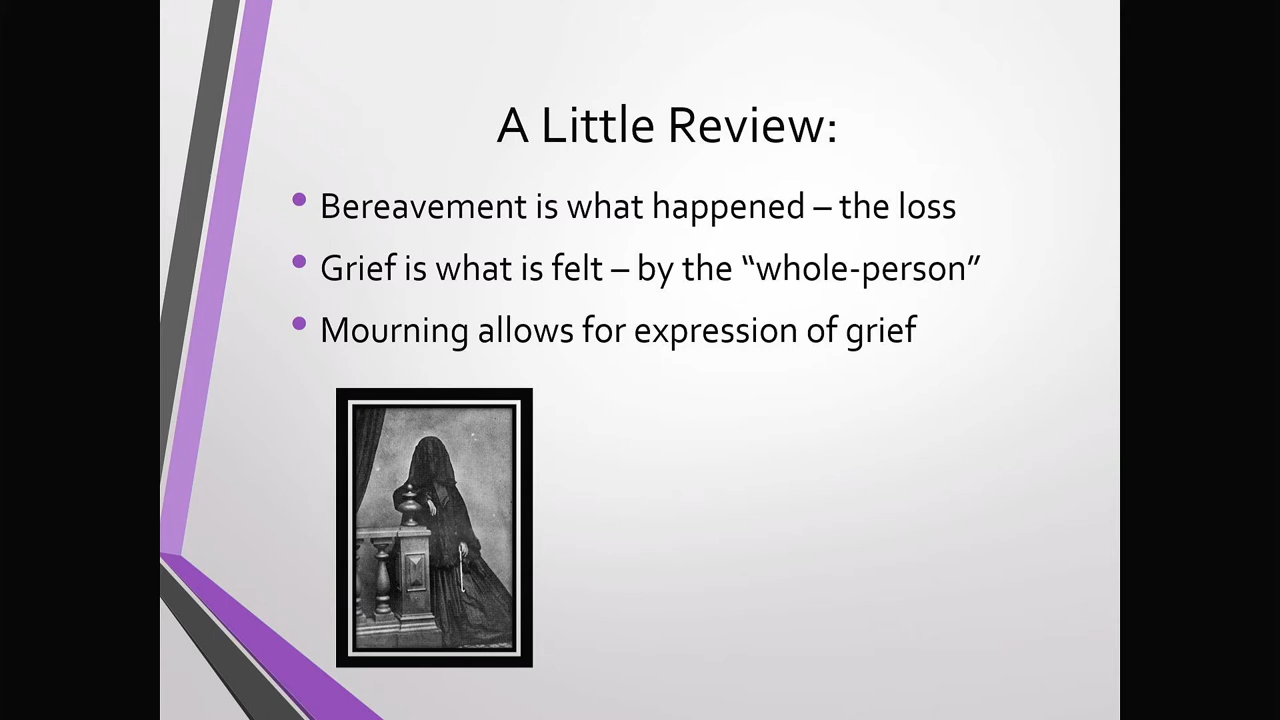 A Little Review:
Bereavement is what happened – the loss
Grief is what is felt – by the “whole-person”
Mourning allows for expression of grief